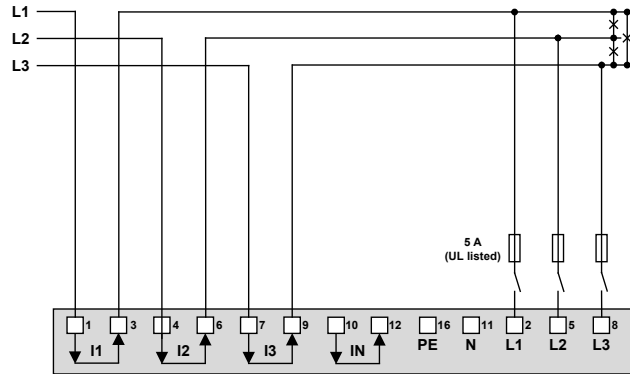 L1
L2
L3
5 A
(UL listed)
1 3 4 6 7 9 10 12 16 11 2 5 8
I1 I2 I3 IN PE N L1 L2 L3